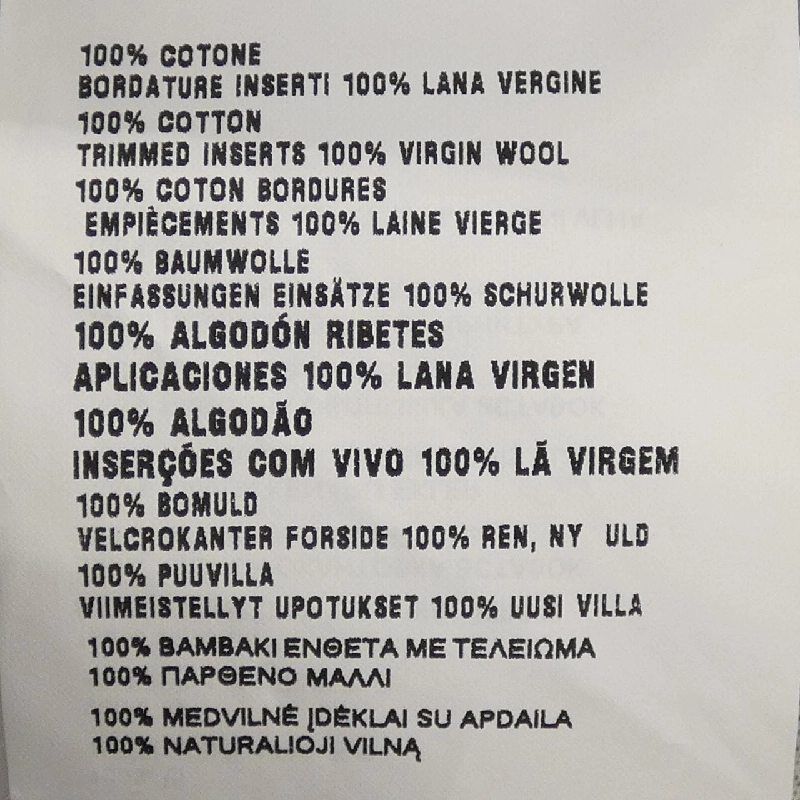 100% COTONE
BORDATURE INSERTI 100% LANA VERGINE
100% COTTON
TRIMMED INSERTS 100% VIRGIN WOOL
100% COTON BORDURES
EMPIÈCEMENTS 100% LAINE VIERGE
100% BAUMWOLLE
EINFASSUNGEN EINSÄTZE 100% SCHURWOLLE
100% ALGODÓN RIBETES
APLICACIONES 100% LANA VIRGEN
100% ALGODÃO
INSERÇÕES COM VIVO 100% LÃ VIRGEM
100% BOMULD
VELCROKANTER FORSIDE 100% REN, NY ULD
100% PUUVILLA
VIIMEISTELLYT UPOTUKSET 100% UUSI VILLA
100% ΒΑΜΒΑΚΙ ΕΝΘΕΤΑ ΜΕ ΤΕΛΕΙΩΜΑ
100% ΠΑΡΘΕΝΟ ΜΑΛΛΙ
100% MEDVILNĖ ĮDĖKLAI SU APDAILA
100% NATURALIOJI VILNĄ